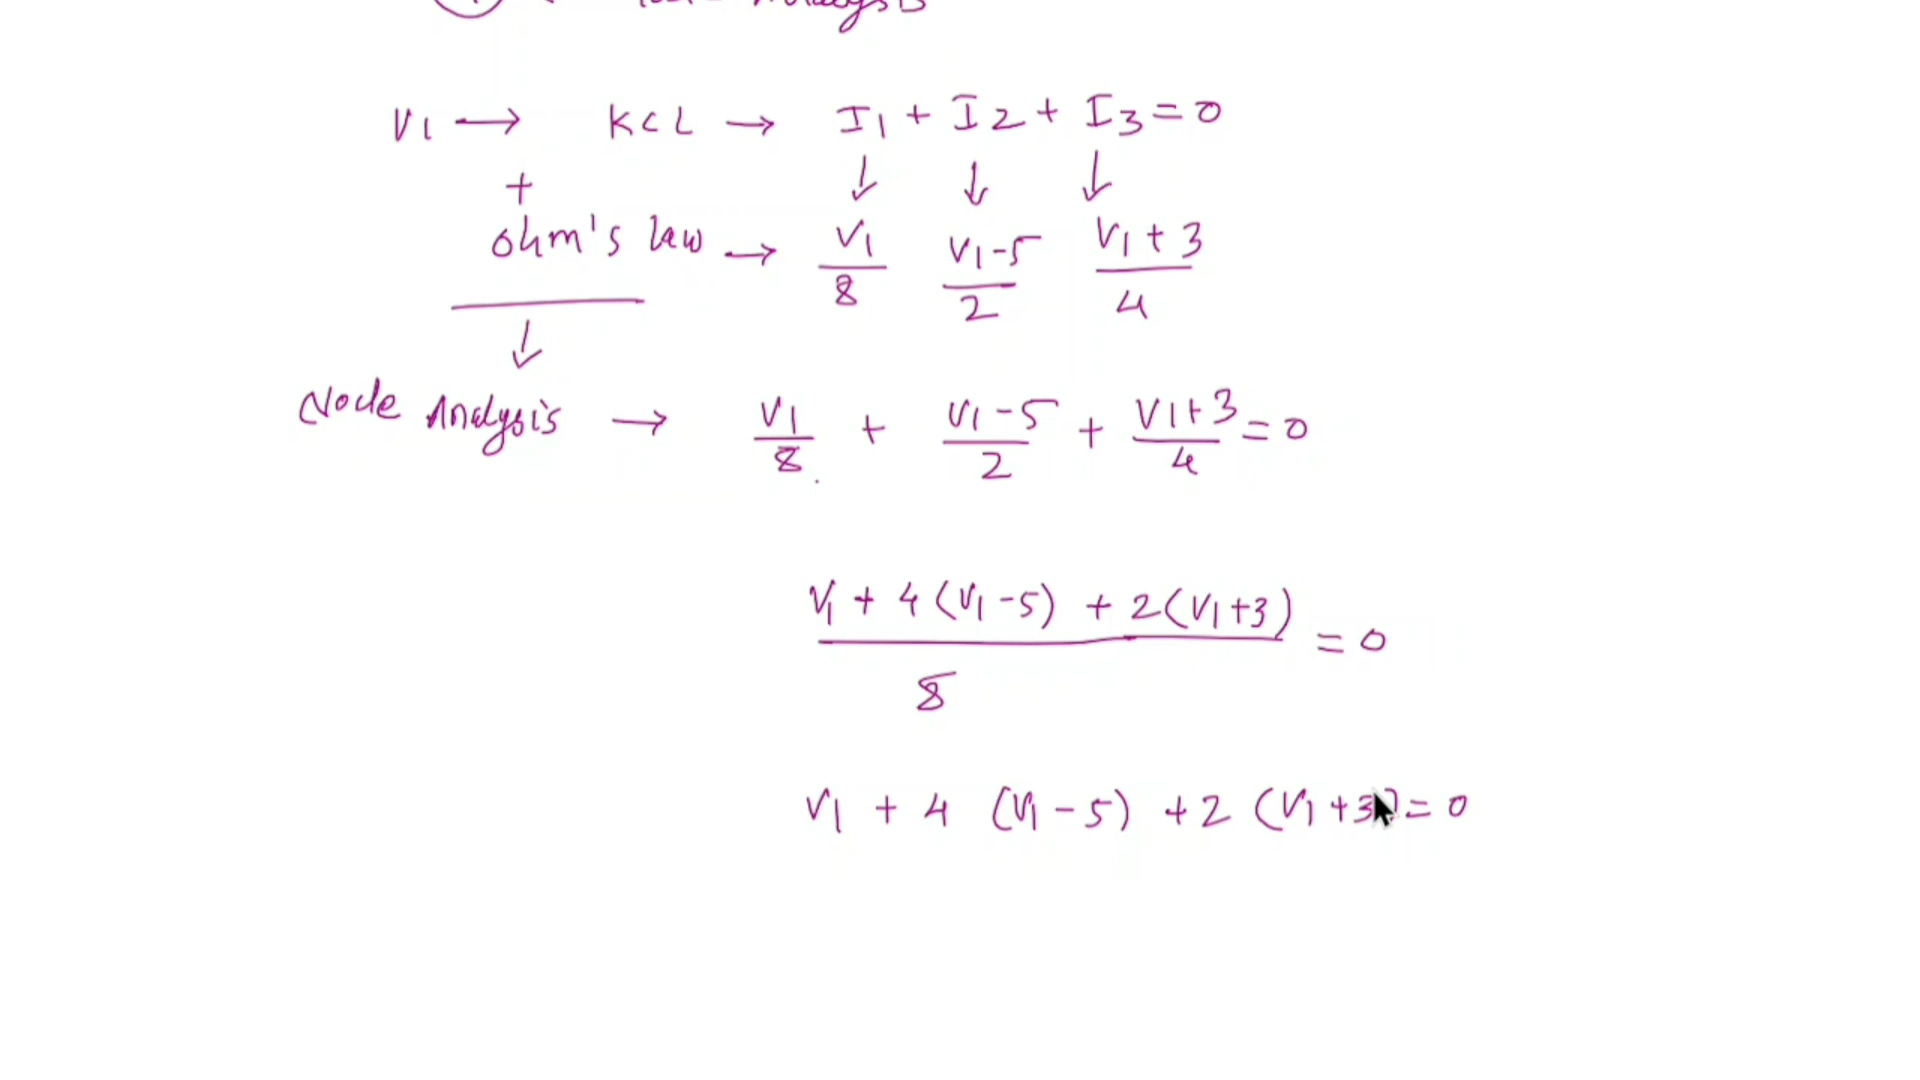 Analysis
V1 → KCL → I1 + I2 + I3 = 0
+ ↓ ↓ ↓
ohm's law → V1/8 V1-5/2 V1+3/4
↓
Node Analysis → V1/8 + V1-5/2 + V1+3/4 = 0
V1 + 4(V1-5) + 2(V1+3)/8 = 0
V1 + 4 (V1-5) +2 (V1+3) = 0